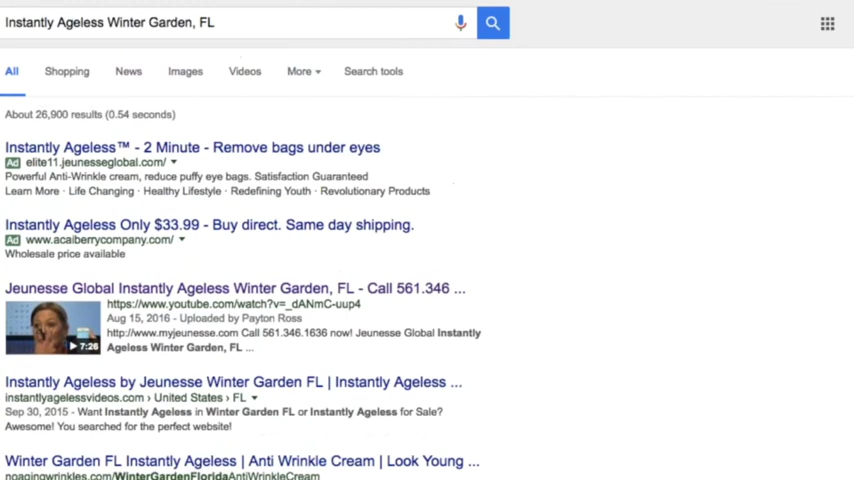 Instantly Ageless Winter Garden, FL
All Shopping News Images Videos More Search tools
About 26,900 results (0.54 seconds)
Instantly Ageless™ - 2 Minute - Remove bags under eyes
Ad elite11.jeunesseglobal.com/
Powerful Anti-Wrinkle cream, reduce puffy eye bags. Satisfaction Guaranteed
Learn More · Life Changing · Healthy Lifestyle · Redefining Youth · Revolutionary Products
Instantly Ageless Only $33.99 - Buy direct. Same day shipping.
Ad www.acaiberrycompany.com/
Wholesale price available
Jeunesse Global Instantly Ageless Winter Garden, FL - Call 561.346 ...
https://www.youtube.com/watch?v=_dANmC-uup4
Aug 15, 2016 - Uploaded by Payton Ross
http://www.myjeunesse.com Call 561.346.1636 now! Jeunesse Global Instantly
Ageless Winter Garden, FL ...
7:26
Instantly Ageless by Jeunesse Winter Garden FL | Instantly Ageless ...
instantlyagelessvideos.com › United States › FL
Sep 30, 2015 - Want Instantly Ageless in Winter Garden FL or Instantly Ageless for Sale?
Awesome! You searched for the perfect website!
Winter Garden FL Instantly Ageless | Anti Wrinkle Cream | Look Young ...
noagingwrinkles.com/WinterGardenFloridaAntiWrinkleCream